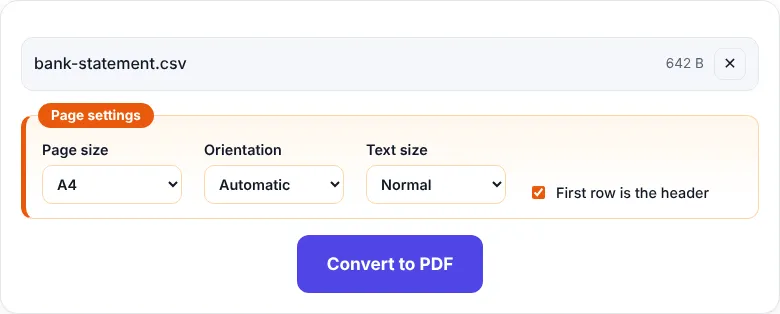 bank-statement.csv 642 B ✕
Page settings
Page size Orientation Text size
A4 Automatic Normal First row is the header
Convert to PDF